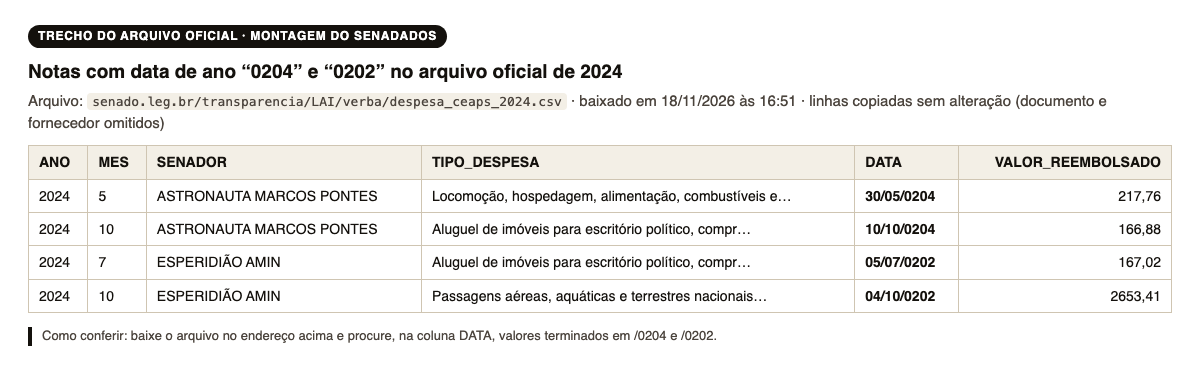 TRECHO DO ARQUIVO OFICIAL · MONTAGEM DO SENADADOS
Notas com data de ano “0204” e “0202” no arquivo oficial de 2024
Arquivo: senado.leg.br/transparencia/LAI/verba/despesa_ceaps_2024.csv · baixado em 18/11/2026 às 16:51 · linhas copiadas sem alteração (documento e
fornecedor omitidos)
ANO MES SENADOR TIPO_DESPESA DATA VALOR_REEMBOLSADO
2024 5 ASTRONAUTA MARCOS PONTES Locomoção, hospedagem, alimentação, combustíveis e… 30/05/0204 217,76
2024 10 ASTRONAUTA MARCOS PONTES Aluguel de imóveis para escritório político, compr… 10/10/0204 166,88
2024 7 ESPERIDIÃO AMIN Aluguel de imóveis para escritório político, compr… 05/07/0202 167,02
2024 10 ESPERIDIÃO AMIN Passagens aéreas, aquáticas e terrestres nacionais… 04/10/0202 2653,41
Como conferir: baixe o arquivo no endereço acima e procure, na coluna DATA, valores terminados em /0204 e /0202.